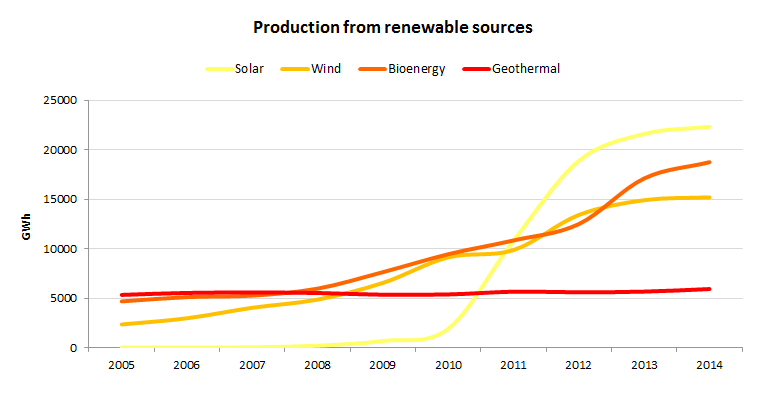 Production from renewable sources
Solar Wind Bioenergy Geothermal
25000
20000
15000
10000
5000
0
GWh
2005 2006 2007 2008 2009 2010 2011 2012 2013 2014